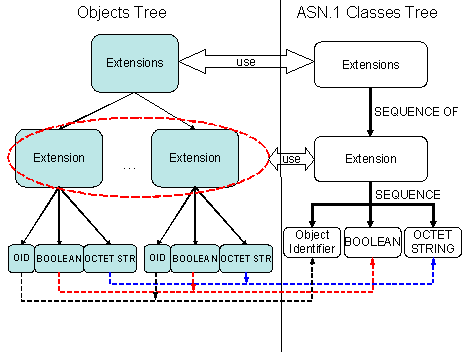 Objects Tree
ASN.1 Classes Tree
Extensions
use
Extensions
SEQUENCE OF
Extension
...
Extension
use
Extension
SEQUENCE
OID
BOOLEAN
OCTET STR
OID
BOOLEAN
OCTET STR
Object
Identifier
BOOLEAN
OCTET
STRING